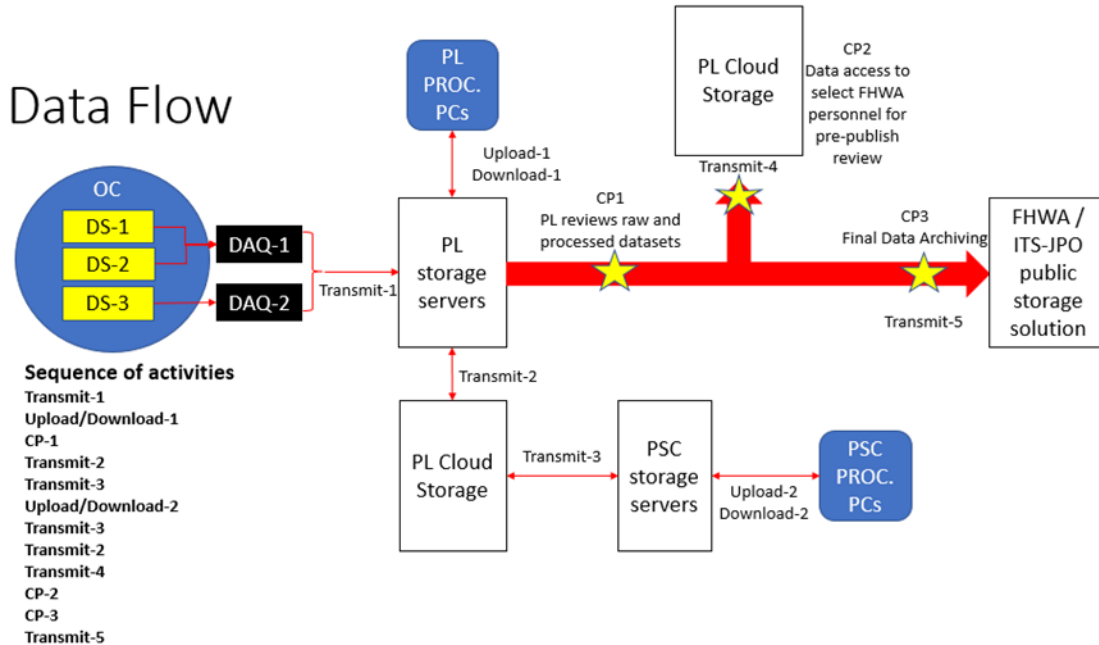 Data Flow
OC
DS-1
DS-2
DS-3
DAQ-1
DAQ-2
Transmit-1
PL
PROC.
PCs
Upload-1
Download-1
PL
storage
servers
CP1
PL reviews raw and
processed datasets
PL Cloud
Storage
CP2
Data access to
select FHWA
personnel for
pre-publish
review
Transmit-4
CP3
Final Data Archiving
Transmit-5
FHWA /
ITS-JPO
public
storage
solution
Transmit-2
PL Cloud
Storage
Transmit-3
PSC
storage
servers
Upload-2
Download-2
PSC
PROC.
PCs
Sequence of activities
Transmit-1
Upload/Download-1
CP-1
Transmit-2
Transmit-3
Upload/Download-2
Transmit-3
Transmit-2
Transmit-4
CP-2
CP-3
Transmit-5